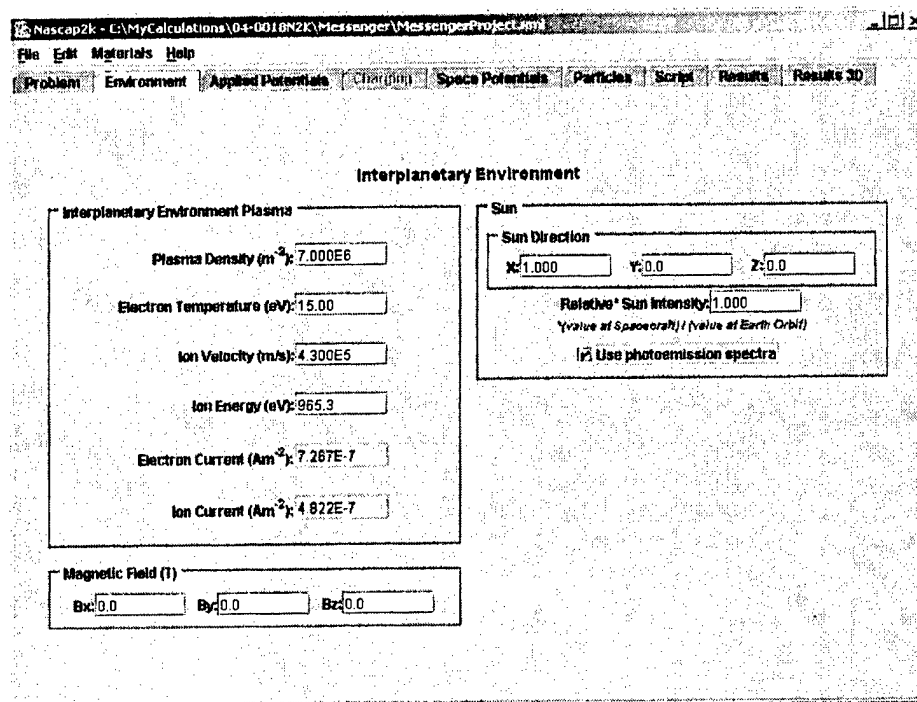 Nascap2k - C:\MyCalculations\04-0018N2K\Messenger\MessengerProject.xml
File Edit Materials Help
Problem Environment Applied Potentials Charging Space Potentials Particles Script Results Results 3D
Interplanetary Environment
Interplanetary Environment Plasma
Plasma Density (m⁻³): 7.000E6
Electron Temperature (eV): 15.00
Ion Velocity (m/s): 4.300E5
Ion Energy (eV): 965.3
Electron Current (Am⁻²): 7.267E-7
Ion Current (Am⁻²): 4.822E-7
Magnetic Field (T)
Bx: 0.0 By: 0.0 Bz: 0.0
Sun
Sun Direction
X: 1.000 Y: 0.0 Z: 0.0
Relative* Sun Intensity: 1.000
*(value at Spacecraft) / (value at Earth Orbit)
Use photoemission spectra